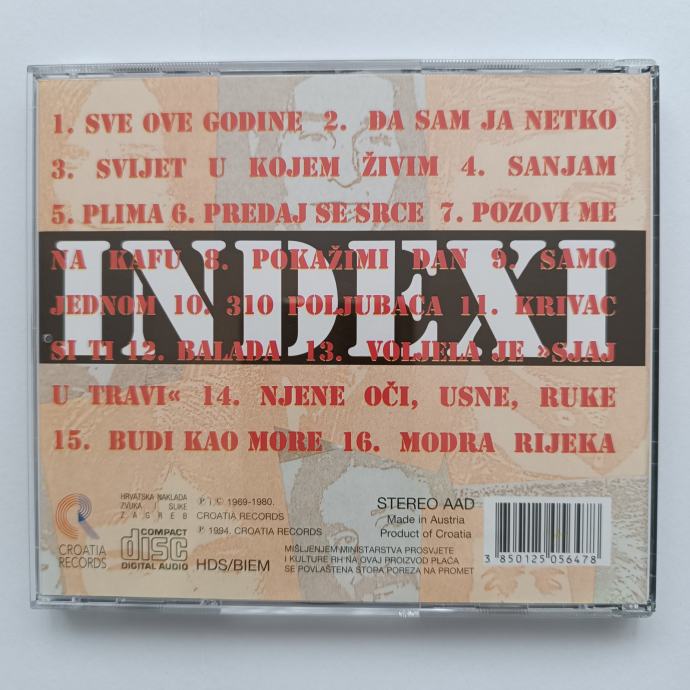 1. SVE OVE GODINE 2. DA SAM JA NETKO
3. SVIJET U KOJEM ŽIVIM 4. SANJAM
5. PLIMA 6. PREDAJ SE SRCE 7. POZOVI ME
NA KAFU 8. POKAŽIMI DAN 9. SAMO
JEDNOM 10. 310 POLJUBACA 11. KRIVAC
SI TI 12. BALADA 13. VOLJELA JE »SJAJ
U TRAVI« 14. NJENE OČI, USNE, RUKE
15. BUDI KAO MORE 16. MODRA RIJEKA
INDEXI
CROATIA
RECORDS
HRVATSKA NAKLADA
ZVUKA I SLIKE
ZAGREB
COMPACT
disc
DIGITAL AUDIO
℗ I © 1969-1980.
CROATIA RECORDS
℗ 1994. CROATIA RECORDS
HDS/BIEM
STEREO AAD
Made in Austria
Product of Croatia
MIŠLJENJEM MINISTARSTVA PROSVJETE
I KULTURE RH NA OVAJ PROIZVOD PLAĆA
SE POVLAŠTENA STOPA POREZA NA PROMET
3 850125 056478